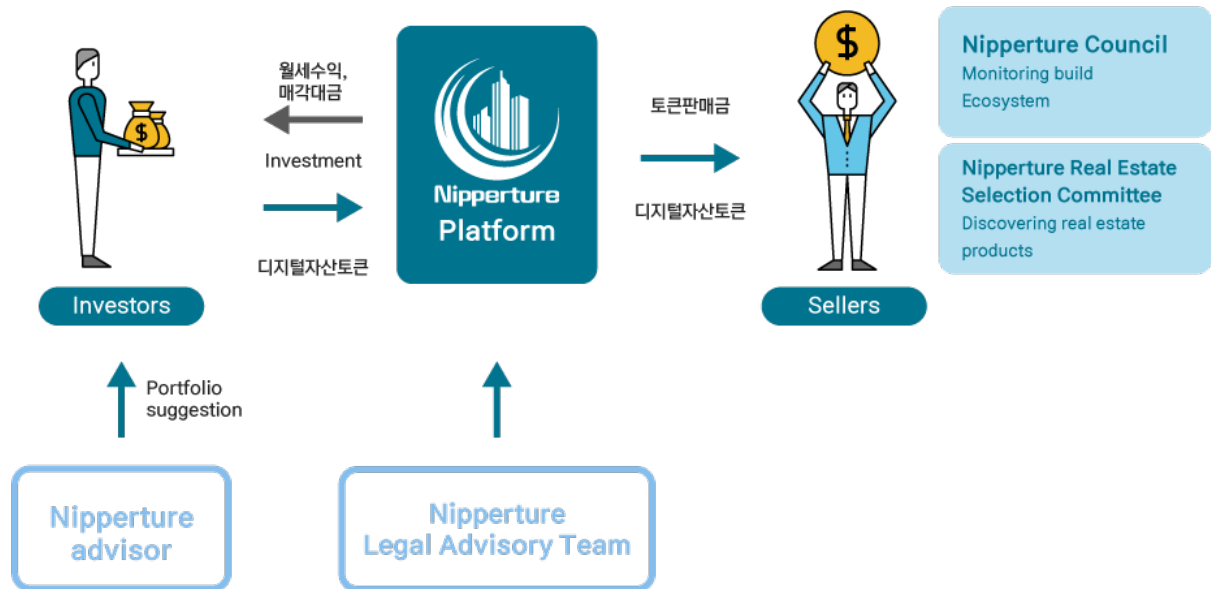 월세수익,
매각대금
Investment
디지털자산토큰
Investors
Nipperture
Platform
토큰판매금
디지털자산토큰
$
$
Sellers
Nipperture Council
Monitoring build
Ecosystem
Nipperture Real Estate
Selection Committee
Discovering real estate
products
Portfolio
suggestion
Nipperture
advisor
Nipperture
Legal Advisory Team